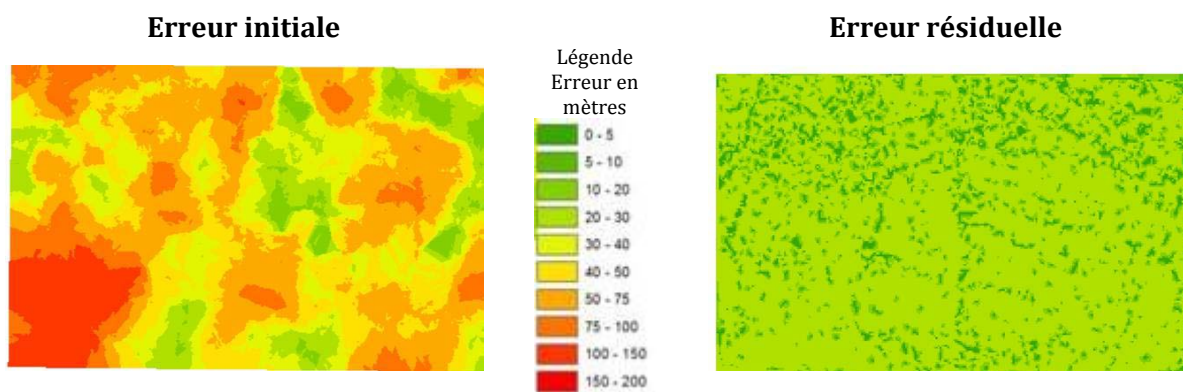 Erreur initiale
Erreur résiduelle
Légende
Erreur en
mètres
0 - 5
5 - 10
10 - 20
20 - 30
30 - 40
40 - 50
50 - 75
75 - 100
100 - 150
150 - 200